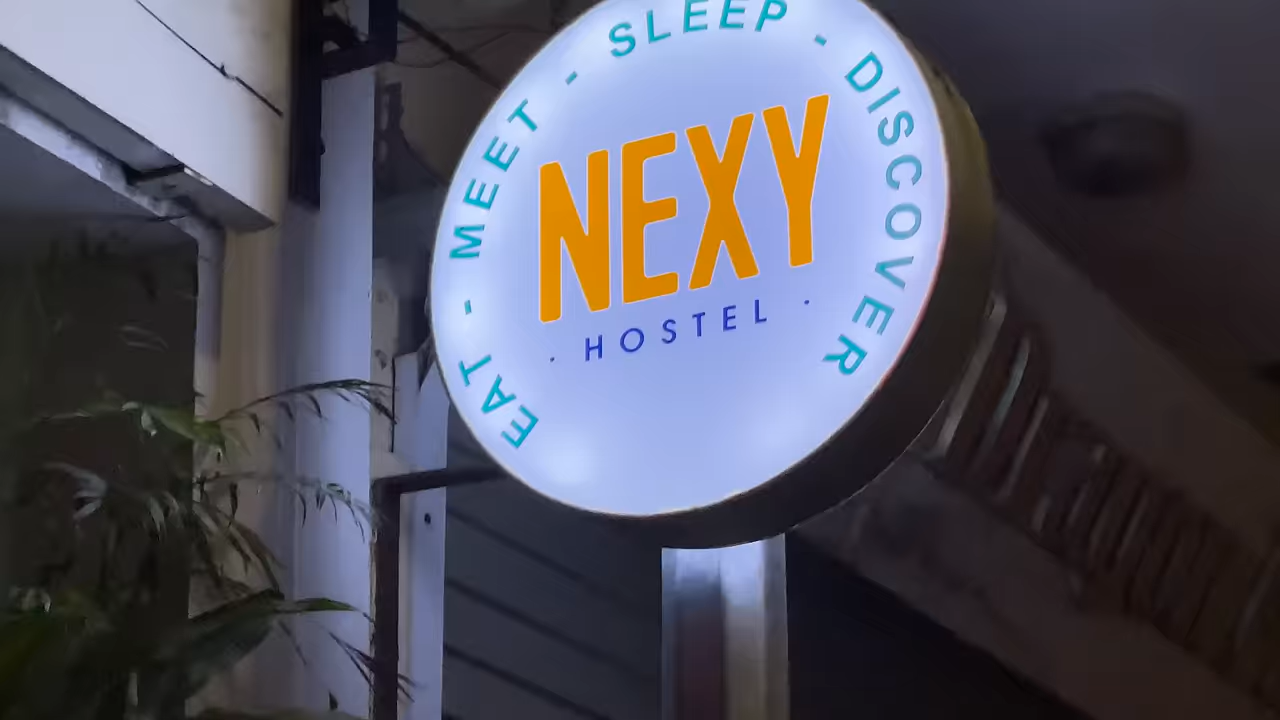 EAT - MEET - SLEEP - DISCOVER
NEXY
· HOSTEL ·